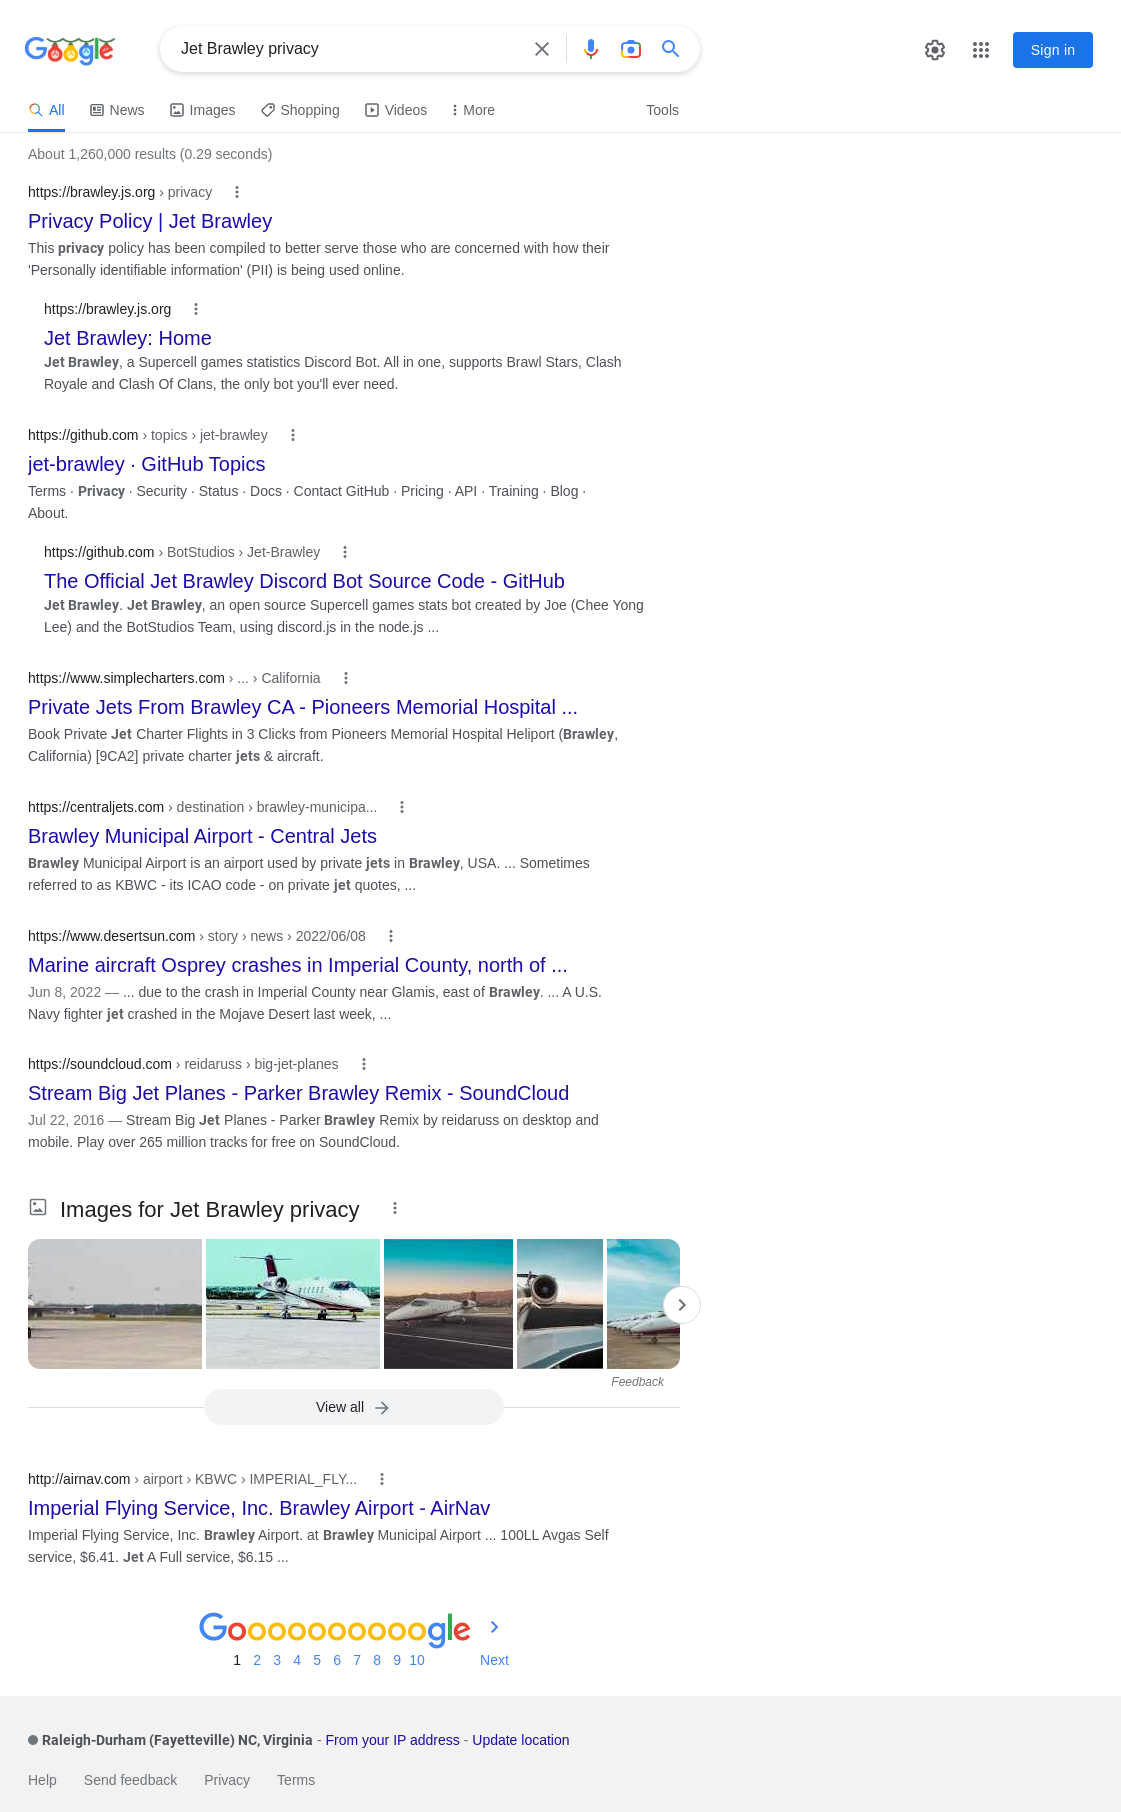 Google
Jet Brawley privacy
Sign in
All
News
Images
Shopping
Videos
More
Tools
About 1,260,000 results (0.29 seconds)
https://brawley.js.org › privacy
Privacy Policy | Jet Brawley
This privacy policy has been compiled to better serve those who are concerned with how their
'Personally identifiable information' (PII) is being used online.
https://brawley.js.org
Jet Brawley: Home
Jet Brawley, a Supercell games statistics Discord Bot. All in one, supports Brawl Stars, Clash
Royale and Clash Of Clans, the only bot you'll ever need.
https://github.com › topics › jet-brawley
jet-brawley · GitHub Topics
Terms · Privacy · Security · Status · Docs · Contact GitHub · Pricing · API · Training · Blog ·
About.
https://github.com › BotStudios › Jet-Brawley
The Official Jet Brawley Discord Bot Source Code - GitHub
Jet Brawley. Jet Brawley, an open source Supercell games stats bot created by Joe (Chee Yong
Lee) and the BotStudios Team, using discord.js in the node.js ...
https://www.simplecharters.com › ... › California
Private Jets From Brawley CA - Pioneers Memorial Hospital ...
Book Private Jet Charter Flights in 3 Clicks from Pioneers Memorial Hospital Heliport (Brawley,
California) [9CA2] private charter jets & aircraft.
https://centraljets.com › destination › brawley-municipa...
Brawley Municipal Airport - Central Jets
Brawley Municipal Airport is an airport used by private jets in Brawley, USA. ... Sometimes
referred to as KBWC - its ICAO code - on private jet quotes, ...
https://www.desertsun.com › story › news › 2022/06/08
Marine aircraft Osprey crashes in Imperial County, north of ...
Jun 8, 2022 — ... due to the crash in Imperial County near Glamis, east of Brawley. ... A U.S.
Navy fighter jet crashed in the Mojave Desert last week, ...
https://soundcloud.com › reidaruss › big-jet-planes
Stream Big Jet Planes - Parker Brawley Remix - SoundCloud
Jul 22, 2016 — Stream Big Jet Planes - Parker Brawley Remix by reidaruss on desktop and
mobile. Play over 265 million tracks for free on SoundCloud.
Images for Jet Brawley privacy
Feedback
View all
http://airnav.com › airport › KBWC › IMPERIAL_FLY...
Imperial Flying Service, Inc. Brawley Airport - AirNav
Imperial Flying Service, Inc. Brawley Airport. at Brawley Municipal Airport ... 100LL Avgas Self
service, $6.41. Jet A Full service, $6.15 ...
Goooooooooogle
1 2 3 4 5 6 7 8 9 10 Next
Raleigh-Durham (Fayetteville) NC, Virginia - From your IP address - Update location
Help Send feedback Privacy Terms